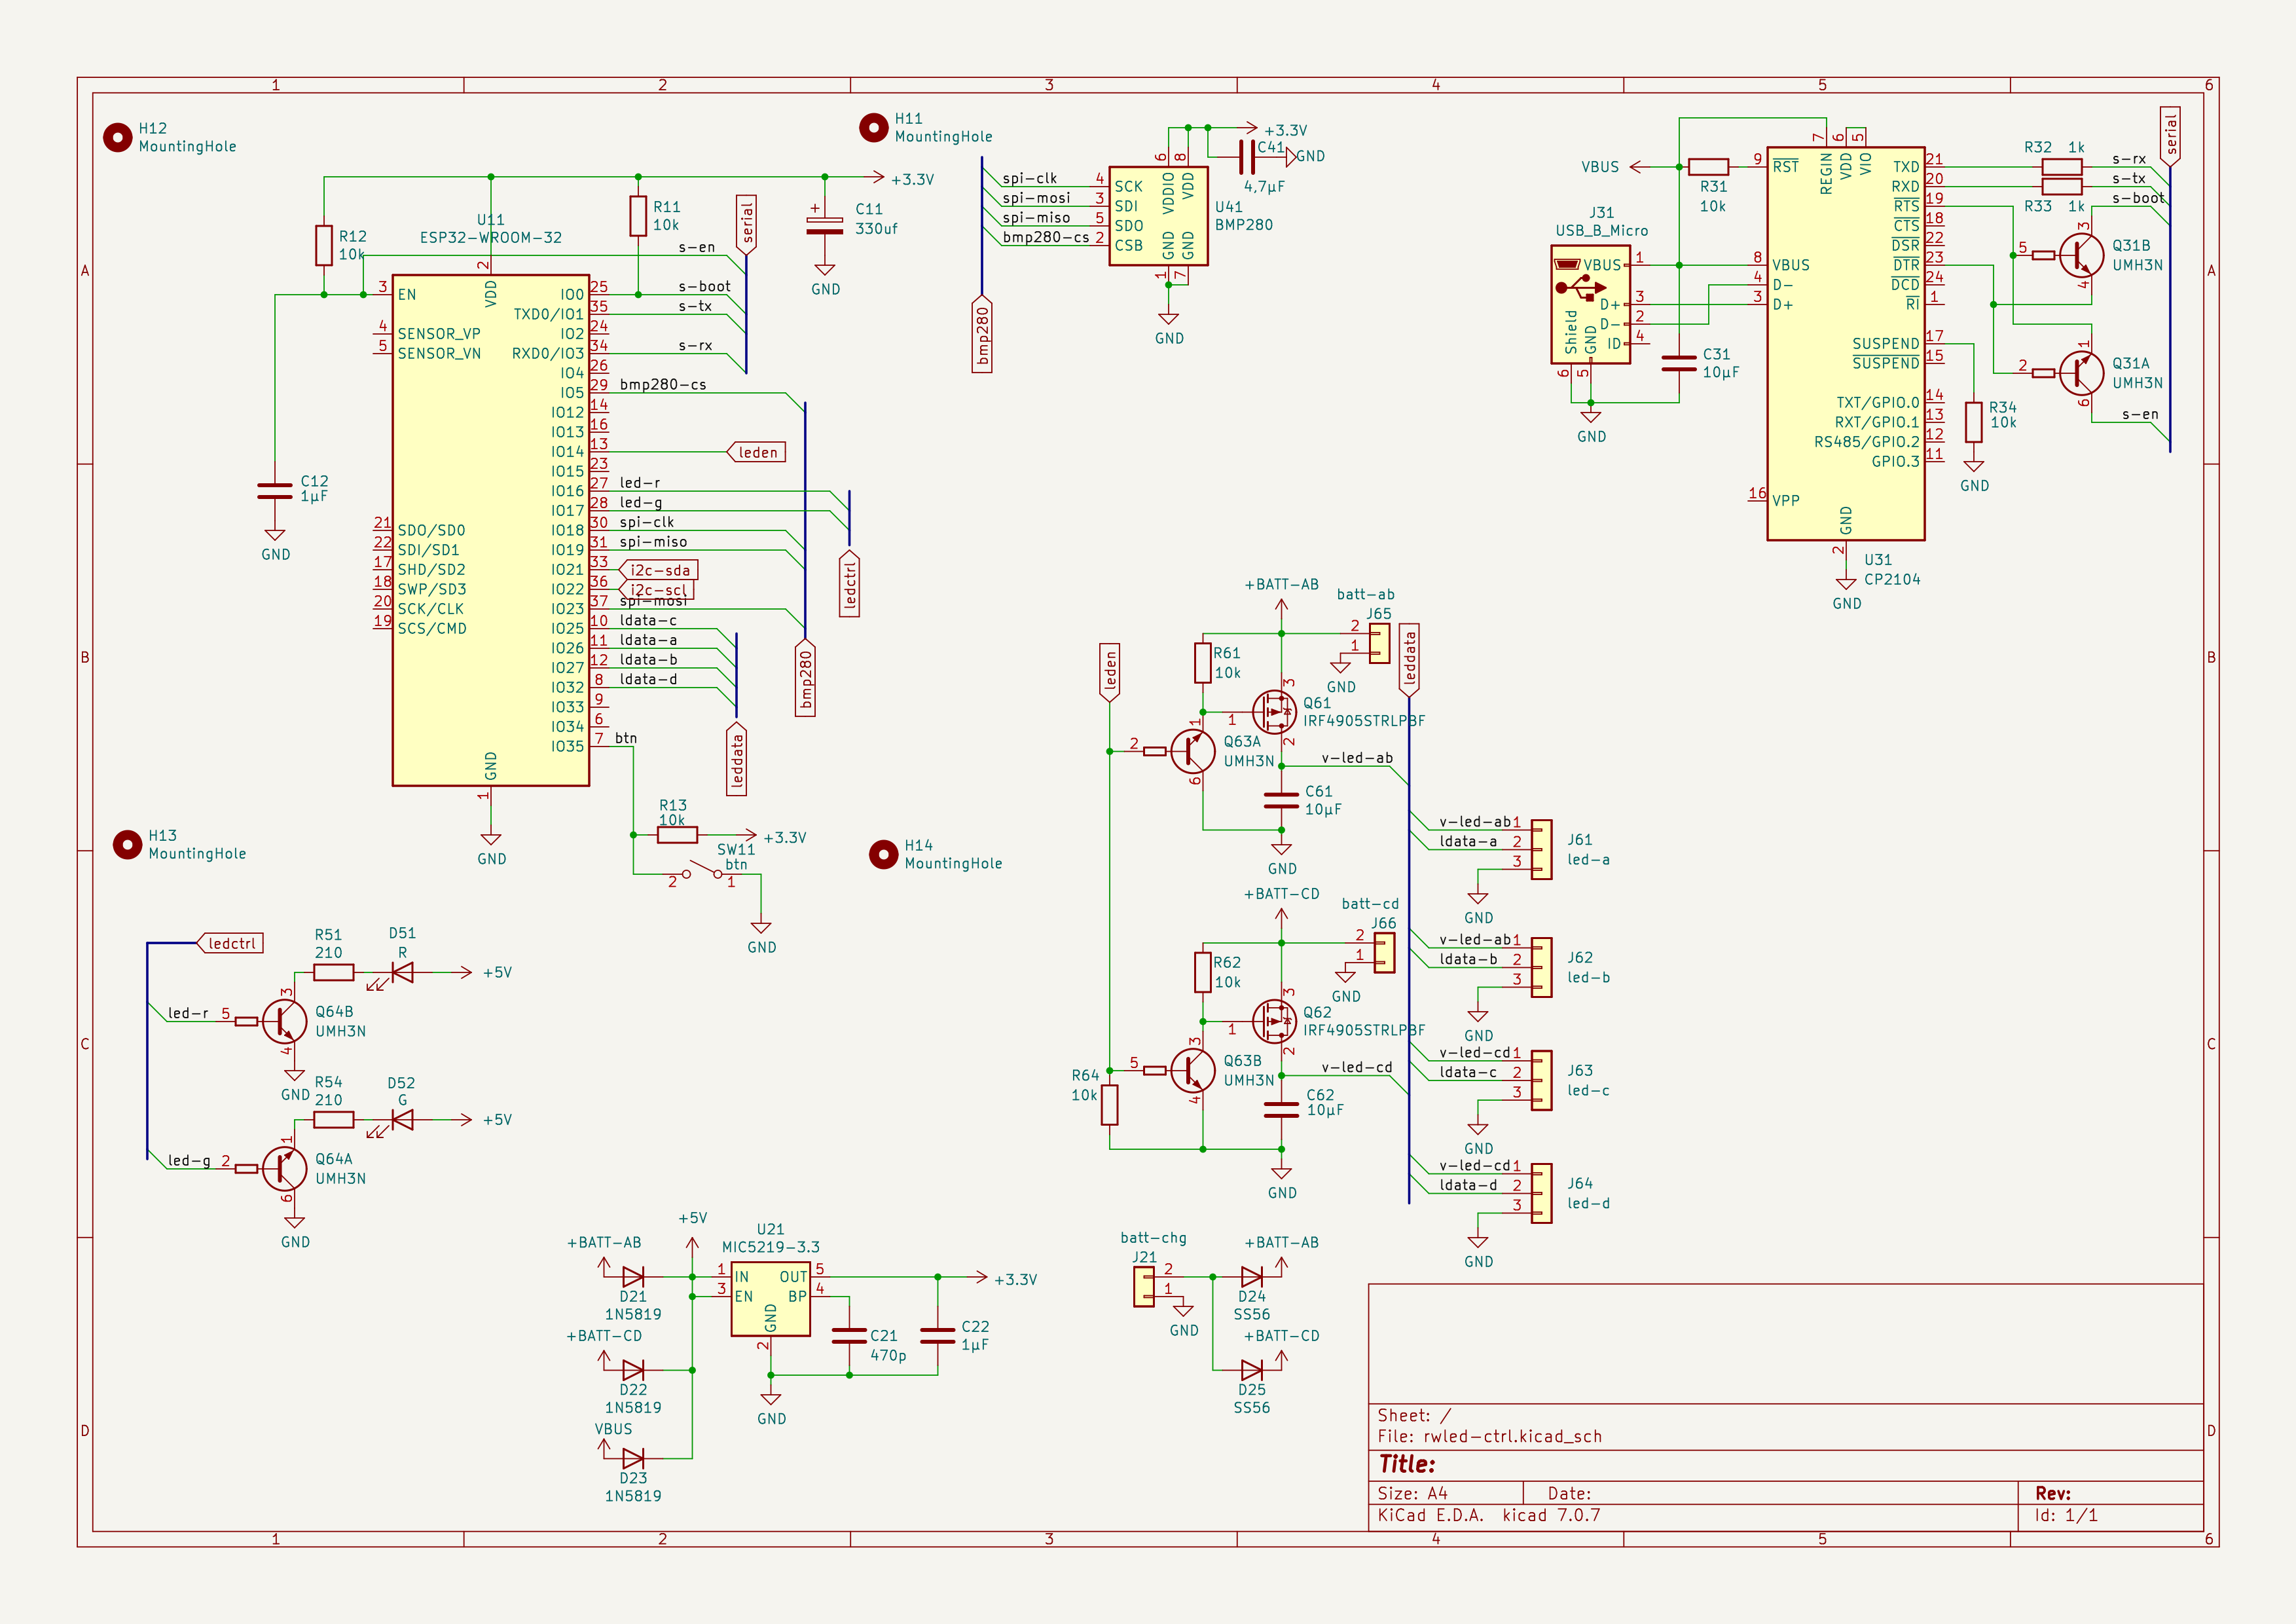 1 2 3 4 5 6
A
B
C
D
H12
MountingHole
H11
MountingHole
H13
MountingHole
H14
MountingHole
+3.3V
R12
10k
U11
ESP32-WROOM-32
R11
10k
C11
330uf
GND
serial
s-en
s-boot
s-tx
s-rx
bmp280-cs
leden
led-r
led-g
spi-clk
spi-miso
i2c-sda
i2c-scl
spi-mosi
ldata-c
ldata-a
ldata-b
ldata-d
btn
ledctrl
bmp280
leddata
2
VDD
3 EN
4 SENSOR_VP
5 SENSOR_VN
21 SDO/SD0
22 SDI/SD1
17 SHD/SD2
18 SWP/SD3
20 SCK/CLK
19 SCS/CMD
IO0 25
TXD0/IO1 35
IO2 24
RXD0/IO3 34
IO4 26
IO5 29
IO12 14
IO13 16
IO14 13
IO15 23
IO16 27
IO17 28
IO18 30
IO19 31
IO21 33
IO22 36
IO23 37
IO25 10
IO26 11
IO27 12
IO32 8
IO33 9
IO34 6
IO35 7
GND
1
GND
C12
1µF
GND
R13
10k
+3.3V
SW11
btn
2 1
GND
spi-clk
spi-mosi
spi-miso
bmp280-cs
bmp280
4 SCK
3 SDI
5 SDO
2 CSB
6 8
VDDIO VDD
GND GND
1 7
U41
BMP280
+3.3V
C41
GND
4,7µF
GND
VBUS
R31
10k
J31
USB_B_Micro
VBUS 1
D+ 3
D- 2
ID 4
Shield
GND
6 5
GND
C31
10µF
9 RST
8 VBUS
4 D-
3 D+
16 VPP
7 6 5
REGIN VDD VIO
TXD 21
RXD 20
RTS 19
CTS 18
DSR 22
DTR 23
DCD 24
RI 1
SUSPEND 17
SUSPEND 15
TXT/GPIO.0 14
RXT/GPIO.1 13
RS485/GPIO.2 12
GPIO.3 11
GND
2
GND
U31
CP2104
R32 1k
R33 1k
s-rx
s-tx
s-boot
serial
3
5
4
Q31B
UMH3N
1
2
6
Q31A
UMH3N
s-en
R34
10k
GND
+BATT-AB
batt-ab
J65
2
1
GND
leden
leddata
R61
10k
3
1
2
Q61
IRF4905STRLPBF
1
2
6
Q63A
UMH3N
v-led-ab
C61
10µF
GND
+BATT-CD
batt-cd
J66
2
1
GND
R62
10k
3
1
2
Q62
IRF4905STRLPBF
3
5
4
Q63B
UMH3N
v-led-cd
R64
10k
C62
10µF
GND
v-led-ab 1
ldata-a 2
3
J61
led-a
GND
v-led-ab 1
ldata-b 2
3
J62
led-b
GND
v-led-cd 1
ldata-c 2
3
J63
led-c
GND
v-led-cd 1
ldata-d 2
3
J64
led-d
GND
ledctrl
R51
210
D51
R
+5V
led-r 5
3
4
Q64B
UMH3N
GND
R54
210
D52
G
+5V
led-g 2
1
6
Q64A
UMH3N
GND
+5V
+BATT-AB
D21
1N5819
+BATT-CD
D22
1N5819
VBUS
D23
1N5819
U21
MIC5219-3.3
1 IN
3 EN
OUT 5
BP 4
GND
2
GND
C21
470p
C22
1µF
+3.3V
batt-chg
J21
2
1
GND
+BATT-AB
D24
SS56
+BATT-CD
D25
SS56
Sheet: /
File: rwled-ctrl.kicad_sch
Title:
Size: A4 Date: Rev:
KiCad E.D.A. kicad 7.0.7 Id: 1/1
A
B
C
D
1 2 3 4 5 6